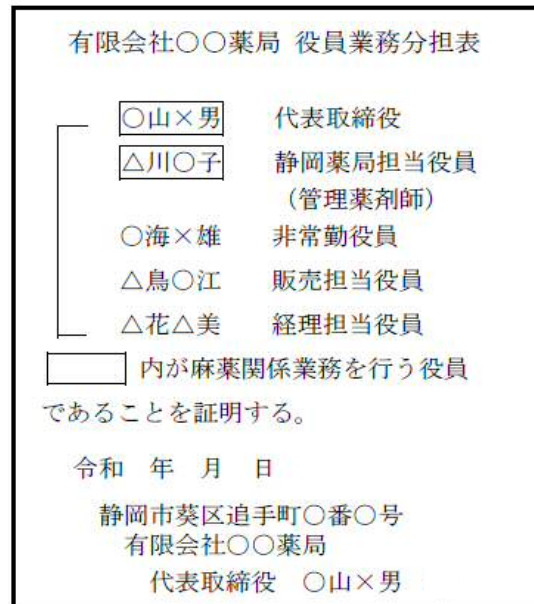 有限会社○○薬局 役員業務分担表
○山×男 代表取締役
△川○子 静岡薬局担当役員
（管理薬剤師）
○海×雄 非常勤役員
△鳥○江 販売担当役員
△花△美 経理担当役員
内が麻薬関係業務を行う役員
であることを証明する。
令和 年 月 日
静岡市葵区追手町○番○号
有限会社○○薬局
代表取締役 ○山×男